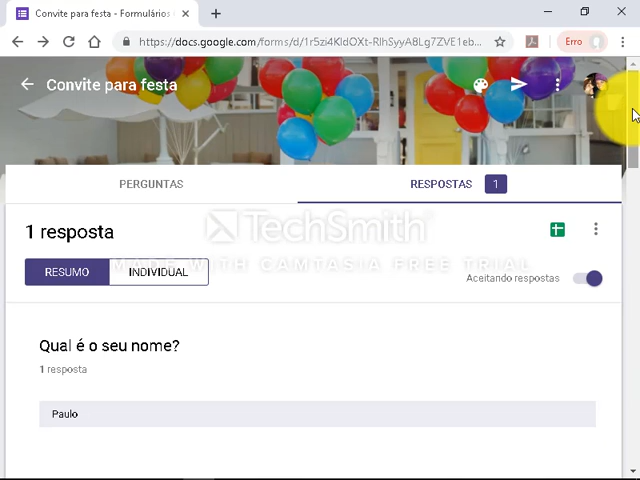 Convite para festa - Formulários
https://docs.google.com/forms/d/1r5zi4KldOXt-RIhSyyA8Lg7ZVE1eb...
Erro
Convite para festa
PERGUNTAS
RESPOSTAS 1
1 resposta
TechSmith
MADE WITH CAMTASIA FREE TRIAL
RESUMO INDIVIDUAL
Aceitando respostas
Qual é o seu nome?
1 resposta
Paulo